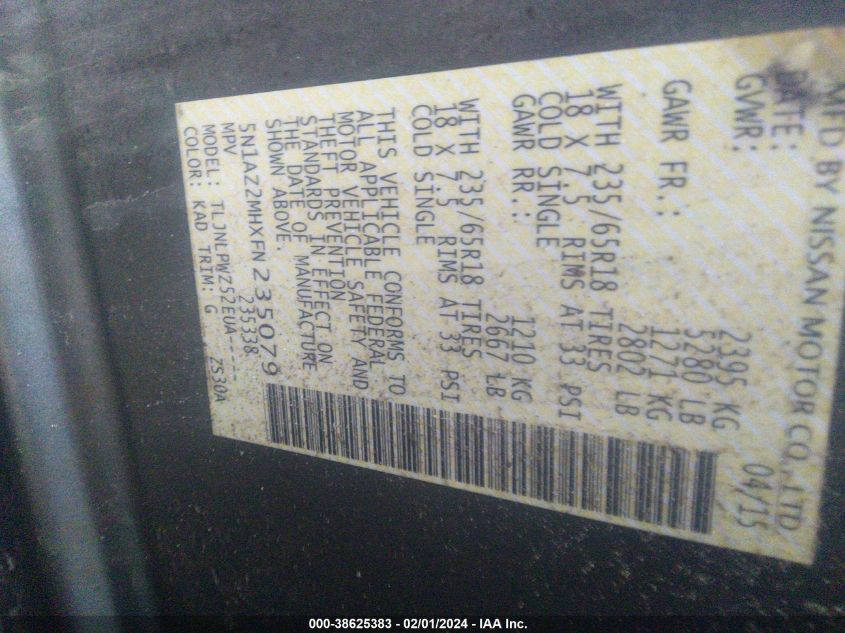 MFD BY NISSAN MOTOR CO., LTD.
DATE: 04/15
GVWR: 2395 KG
5280 LB
GAWR FR.: 1271 KG
2802 LB
WITH 235/65R18 TIRES
18 X 7.5 RIMS AT 33 PSI
COLD SINGLE
GAWR RR.: 1210 KG
2667 LB
WITH 235/65R18 TIRES
18 X 7.5 RIMS AT 33 PSI
COLD SINGLE
THIS VEHICLE CONFORMS TO
ALL APPLICABLE FEDERAL
MOTOR VEHICLE SAFETY AND
THEFT PREVENTION
STANDARDS IN EFFECT ON
THE DATE OF MANUFACTURE
SHOWN ABOVE.
5N1AZ2MHXFN235079
MPV 235338
MODEL: TLJNLPWZ52EUA----
COLOR: KAD TRIM: G Z530A
000-38625383 - 02/01/2024 - IAA Inc.